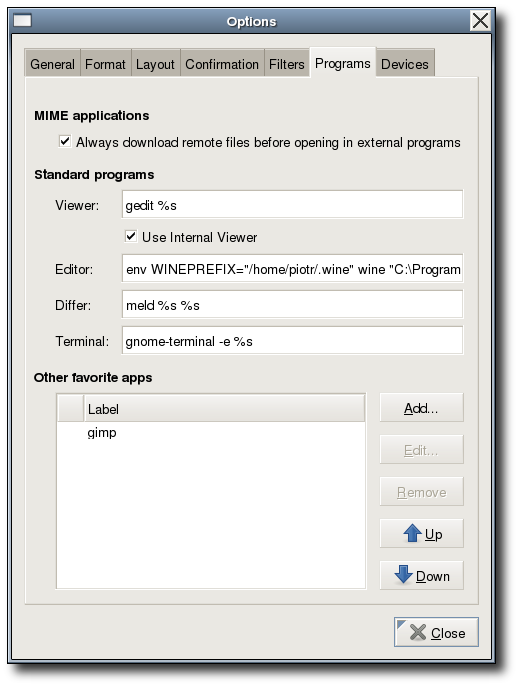 Options
General Format Layout Confirmation Filters Programs Devices
MIME applications
Always download remote files before opening in external programs
Standard programs
Viewer: gedit %s
Use Internal Viewer
Editor: env WINEPREFIX="/home/piotr/.wine" wine "C:\Program
Differ: meld %s %s
Terminal: gnome-terminal -e %s
Other favorite apps
Label
gimp
Add...
Edit...
Remove
Up
Down
Close